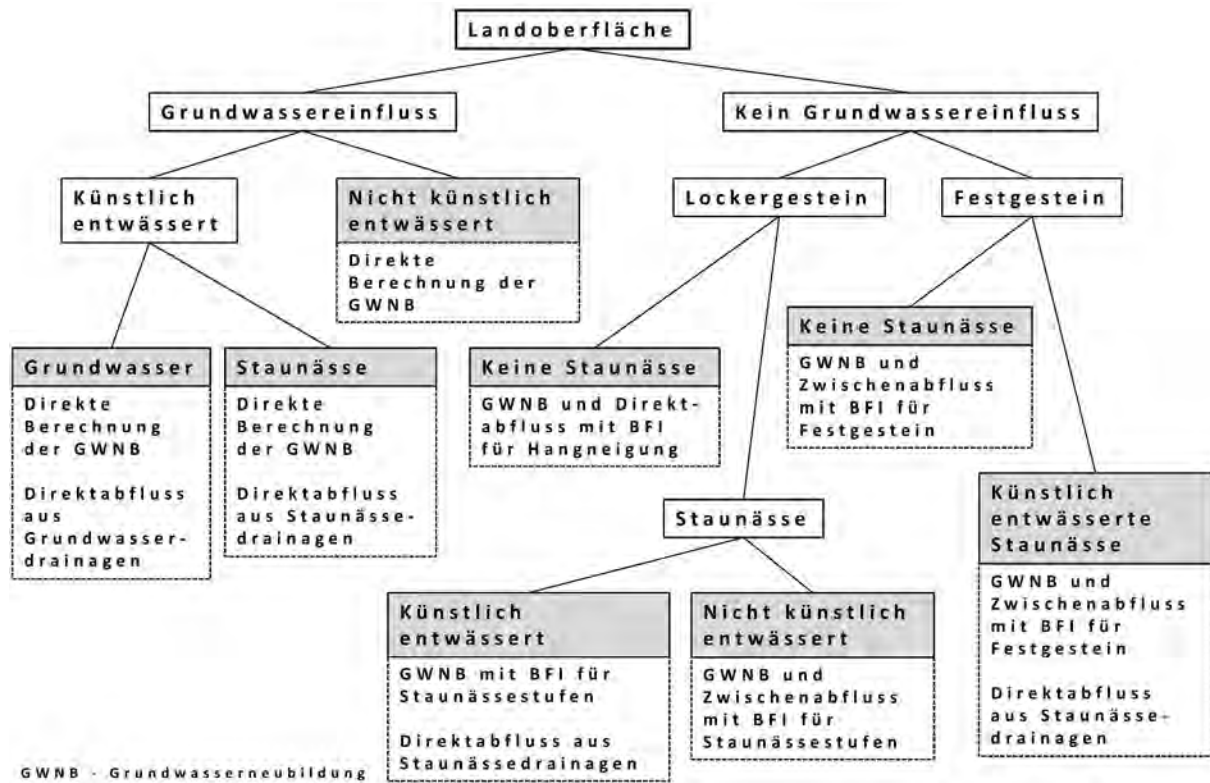 Landoberfläche
Grundwassereinfluss
Kein Grundwassereinfluss
Künstlich
entwässert
Nicht künstlich
entwässert
Direkte
Berechnung der
GWNB
Lockergestein
Festgestein
Grundwasser
Direkte
Berechnung
der GWNB
Direktabfluss
aus
Grundwasser-
drainagen
Staunässe
Direkte
Berechnung
der GWNB
Direktabfluss
aus Staunässe-
drainagen
Keine Staunässe
GWNB und Direkt-
abfluss mit BFI
für Hangneigung
Keine Staunässe
GWNB und
Zwischenabfluss
mit BFI für
Festgestein
Staunässe
Künstlich
entwässert
GWNB mit BFI für
Staunässestufen
Direktabfluss aus
Staunässedrainagen
Nicht künstlich
entwässert
GWNB und
Zwischenabfluss
mit BFI für
Staunässestufen
Künstlich
entwässerte
Staunässe
GWNB und
Zwischenabfluss
mit BFI für
Festgestein
Direktabfluss
aus Staunässe-
drainagen
GWNB - Grundwasserneubildung